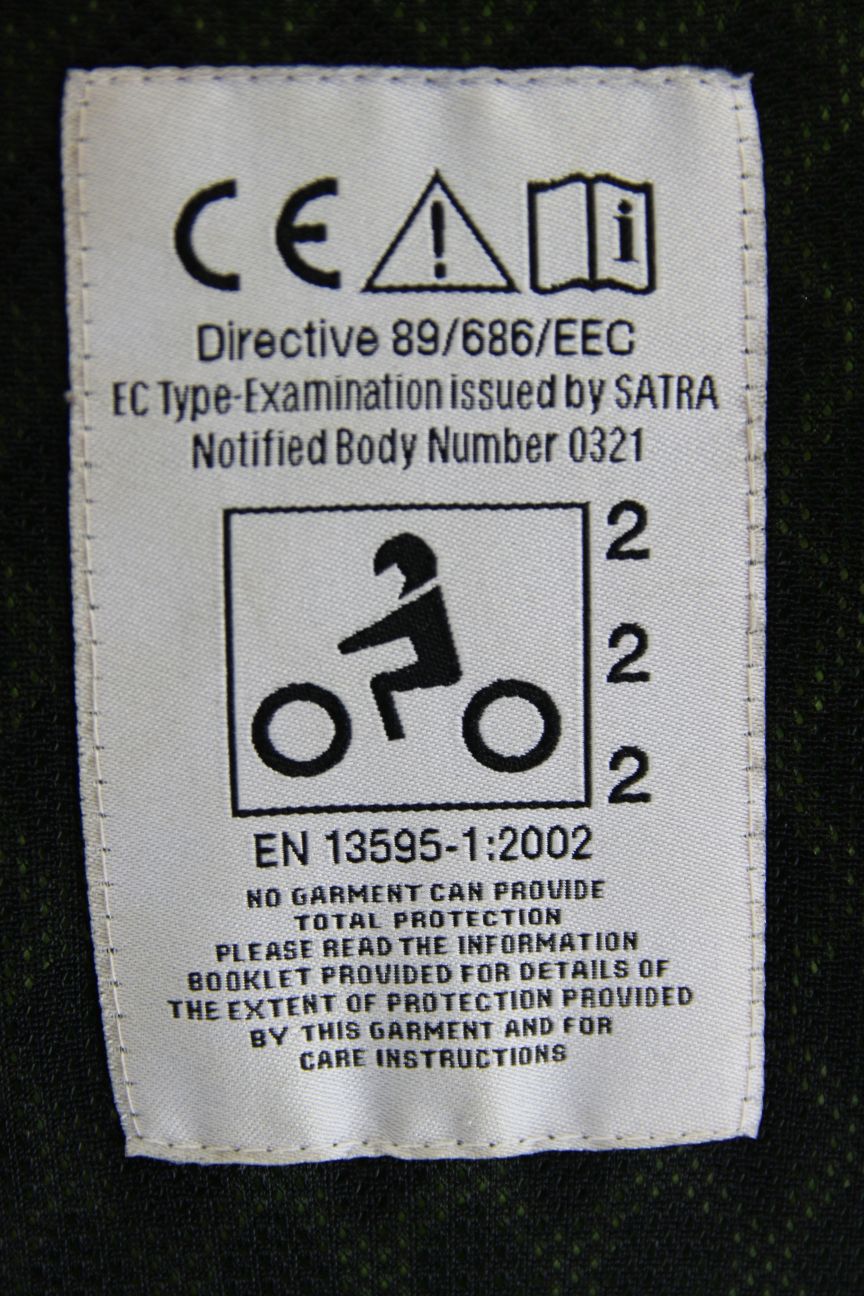 CE
i
Directive 89/686/EEC
EC Type-Examination issued by SATRA
Notified Body Number 0321
2
2
2
EN 13595-1:2002
NO GARMENT CAN PROVIDE
TOTAL PROTECTION
PLEASE READ THE INFORMATION
BOOKLET PROVIDED FOR DETAILS OF
THE EXTENT OF PROTECTION PROVIDED
BY THIS GARMENT AND FOR
CARE INSTRUCTIONS